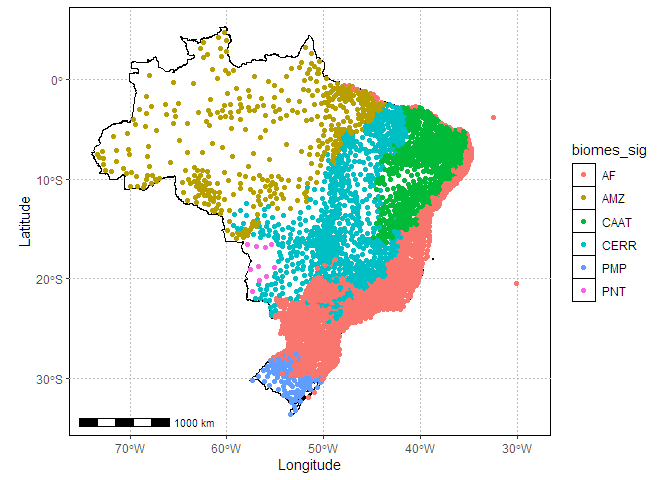 0°
10°S
20°S
30°S
Latitude
1000 km
70°W
60°W
50°W
40°W
30°W
Longitude
biomes_sig
AF
AMZ
CAAT
CERR
PMP
PNT